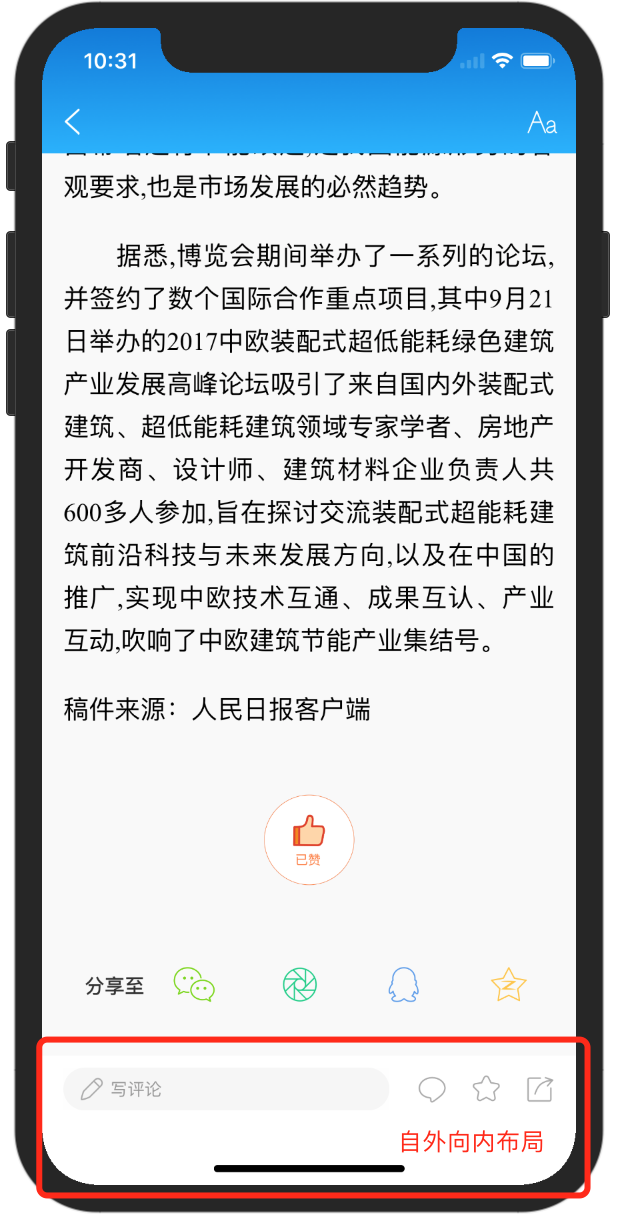 10:31
Aa
观要求,也是市场发展的必然趋势。
据悉,博览会期间举办了一系列的论坛,
并签约了数个国际合作重点项目,其中9月21
日举办的2017中欧装配式超低能耗绿色建筑
产业发展高峰论坛吸引了来自国内外装配式
建筑、超低能耗建筑领域专家学者、房地产
开发商、设计师、建筑材料企业负责人共
600多人参加,旨在探讨交流装配式超能耗建
筑前沿科技与未来发展方向,以及在中国的
推广,实现中欧技术互通、成果互认、产业
互动,吹响了中欧建筑节能产业集结号。
稿件来源：人民日报客户端
已赞
分享至
写评论
自外向内布局